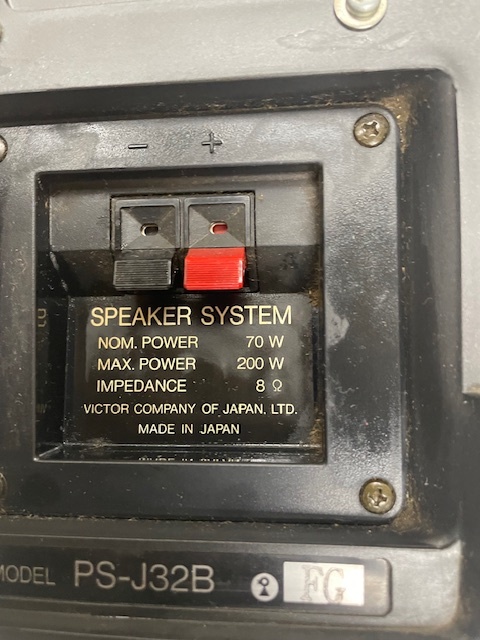 - +
SPEAKER SYSTEM
NOM. POWER 70 W
MAX. POWER 200 W
IMPEDANCE 8 Ω
VICTOR COMPANY OF JAPAN, LTD.
MADE IN JAPAN
MODEL PS-J32B FG